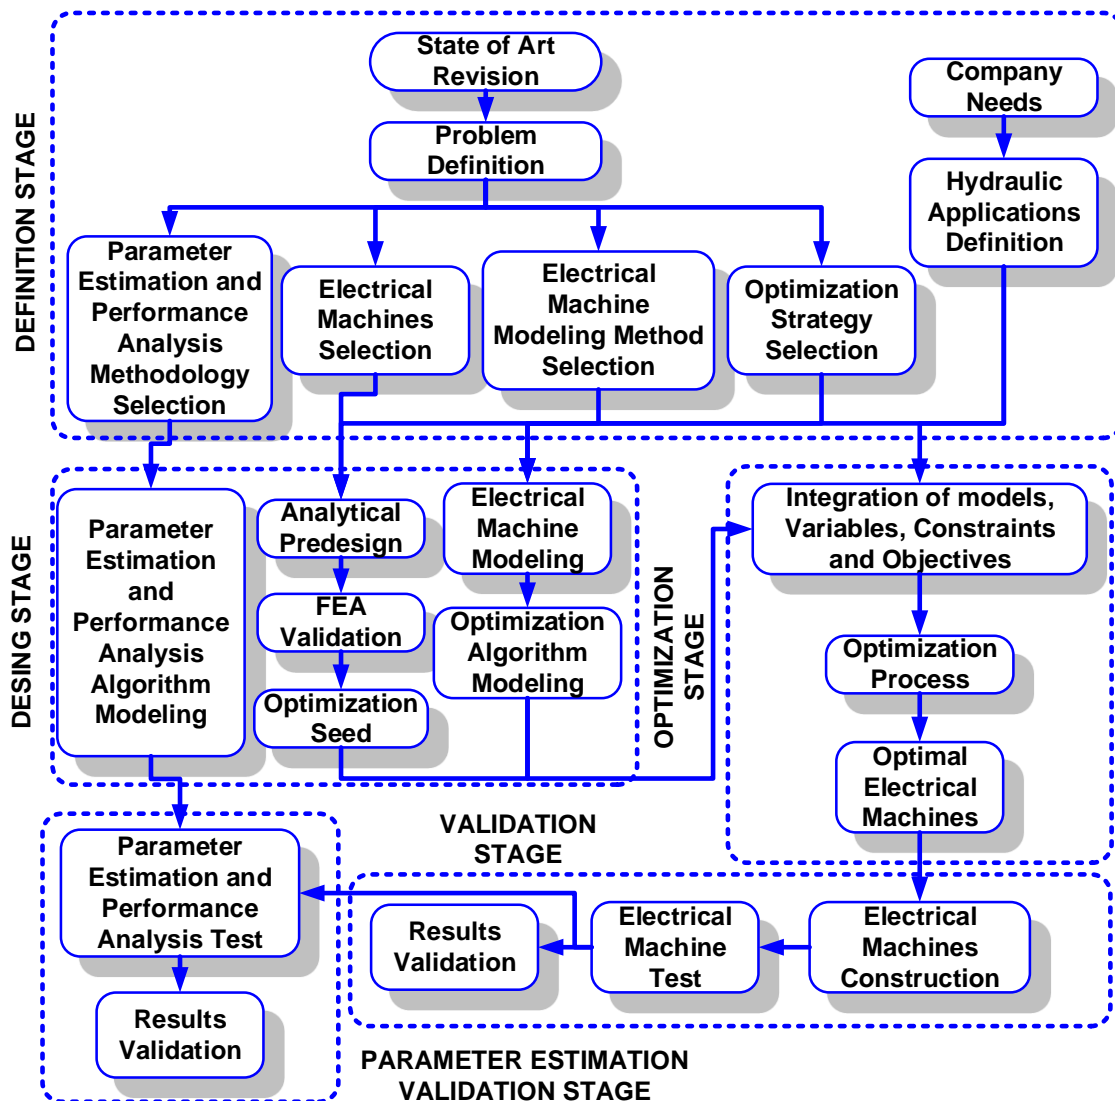 State of Art
Revision
Company
Needs
Problem
Definition
Hydraulic
Applications
Definition
DEFINITION STAGE
Parameter
Estimation and
Performance
Analysis
Methodology
Selection
Electrical
Machines
Selection
Electrical
Machine
Modeling Method
Selection
Optimization
Strategy
Selection
DESING STAGE
Parameter
Estimation
and
Performance
Analysis
Algorithm
Modeling
Analytical
Predesign
FEA
Validation
Optimization
Seed
Electrical
Machine
Modeling
Optimization
Algorithm
Modeling
OPTIMIZATION
STAGE
Integration of models,
Variables, Constraints
and Objectives
Optimization
Process
Optimal
Electrical
Machines
VALIDATION
STAGE
Parameter
Estimation and
Performance
Analysis Test
Results
Validation
Results
Validation
Electrical
Machine
Test
Electrical
Machines
Construction
PARAMETER ESTIMATION
VALIDATION STAGE